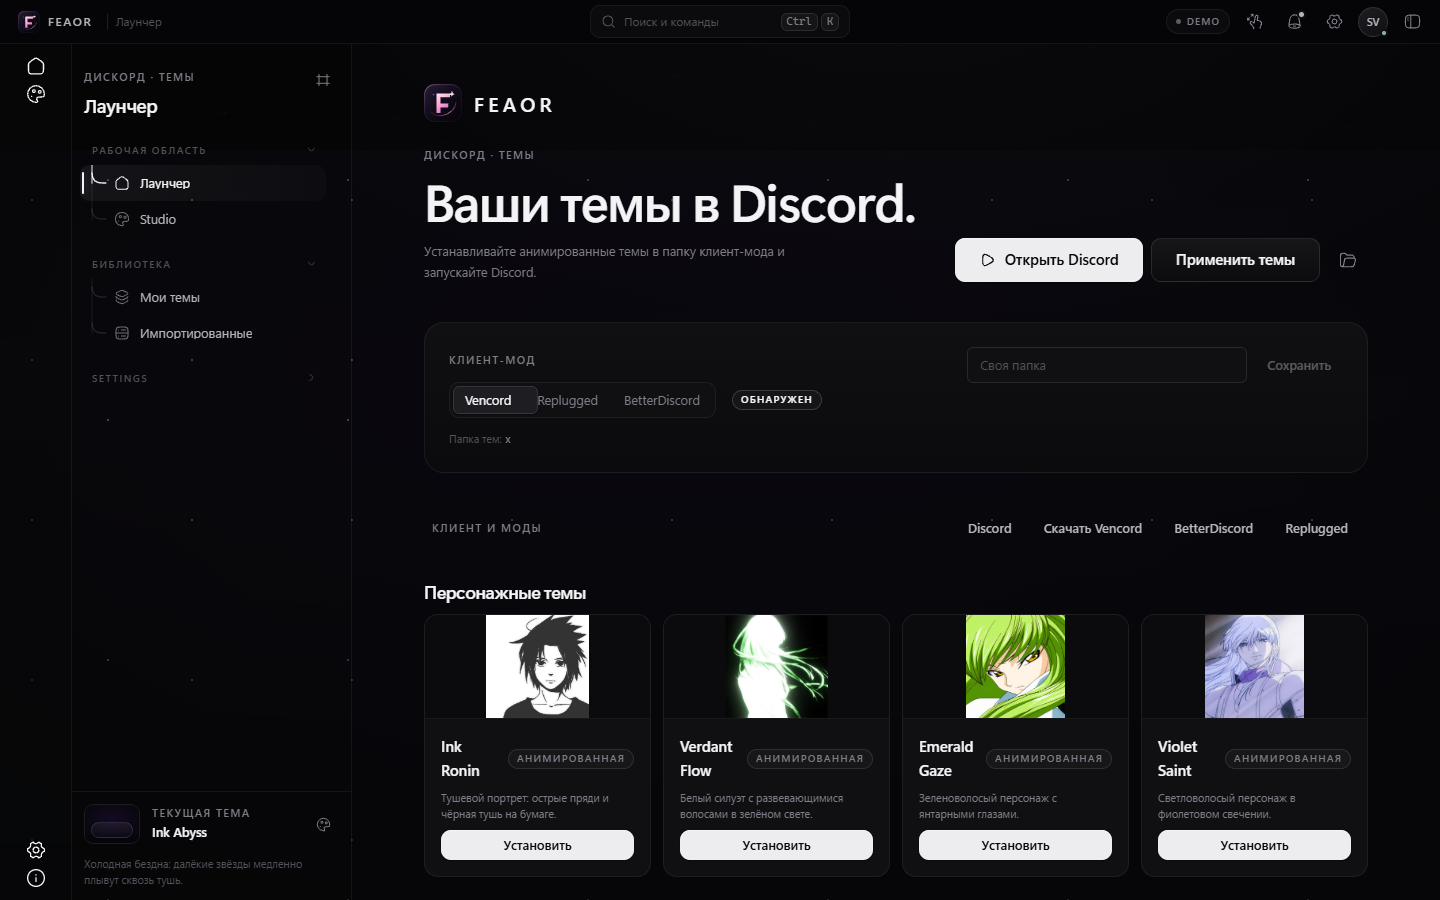 FEAOR
Лаунчер
Поиск и команды
Ctrl K
DEMO
SV
ДИСКОРД · ТЕМЫ
Лаунчер
РАБОЧАЯ ОБЛАСТЬ
Лаунчер
Studio
БИБЛИОТЕКА
Мои темы
Импортированные
SETTINGS
ТЕКУЩАЯ ТЕМА
Ink Abyss
Холодная бездна: далёкие звёзды медленно
плывут сквозь тушь.
FEAOR
ДИСКОРД · ТЕМЫ
Ваши темы в Discord.
Устанавливайте анимированные темы в папку клиент-мода и
запускайте Discord.
Открыть Discord
Применить темы
КЛИЕНТ-МОД
Своя папка
Сохранить
Vencord
Replugged
BetterDiscord
ОБНАРУЖЕН
Папка тем: x
КЛИЕНТ И МОДЫ
Discord
Скачать Vencord
BetterDiscord
Replugged
Персонажные темы
Ink
Ronin
АНИМИРОВАННАЯ
Тушевой портрет: острые пряди и
чёрная тушь на бумаге.
Установить
Verdant
Flow
АНИМИРОВАННАЯ
Белый силуэт с развевающимися
волосами в зелёном свете.
Установить
Emerald
Gaze
АНИМИРОВАННАЯ
Зеленоволосый персонаж с
янтарными глазами.
Установить
Violet
Saint
АНИМИРОВАННАЯ
Светловолосый персонаж в
фиолетовом свечении.
Установить